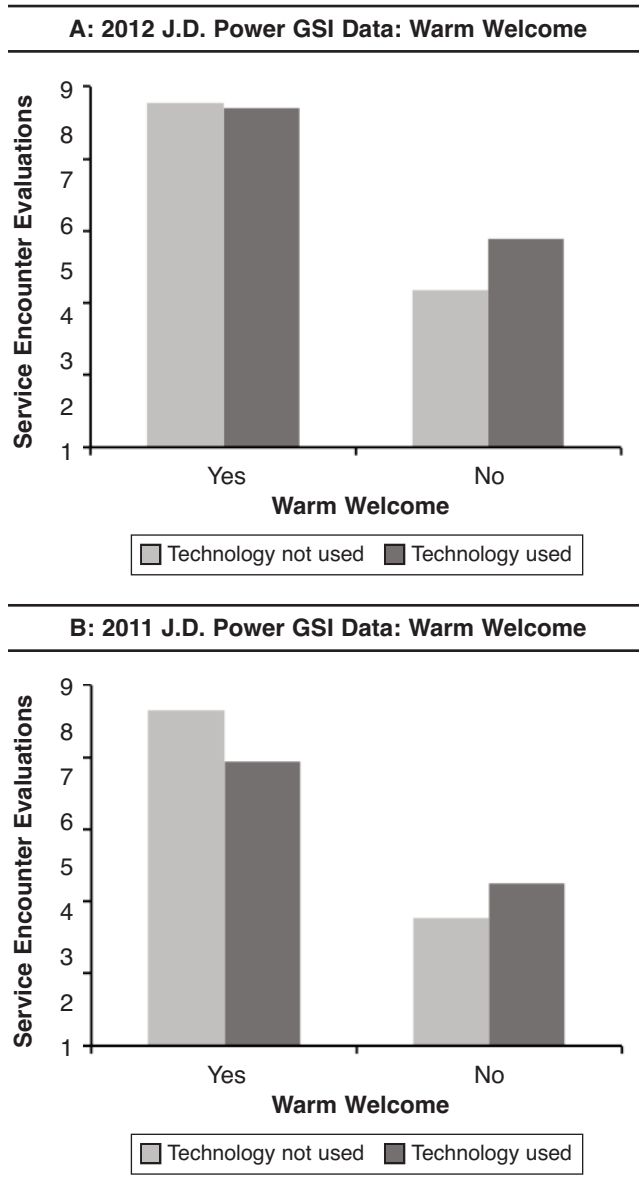 A: 2012 J.D. Power GSI Data: Warm Welcome
Service Encounter Evaluations
9
8
7
6
5
4
3
2
1
Yes
No
Warm Welcome
Technology not used
Technology used
B: 2011 J.D. Power GSI Data: Warm Welcome
Service Encounter Evaluations
9
8
7
6
5
4
3
2
1
Yes
No
Warm Welcome
Technology not used
Technology used